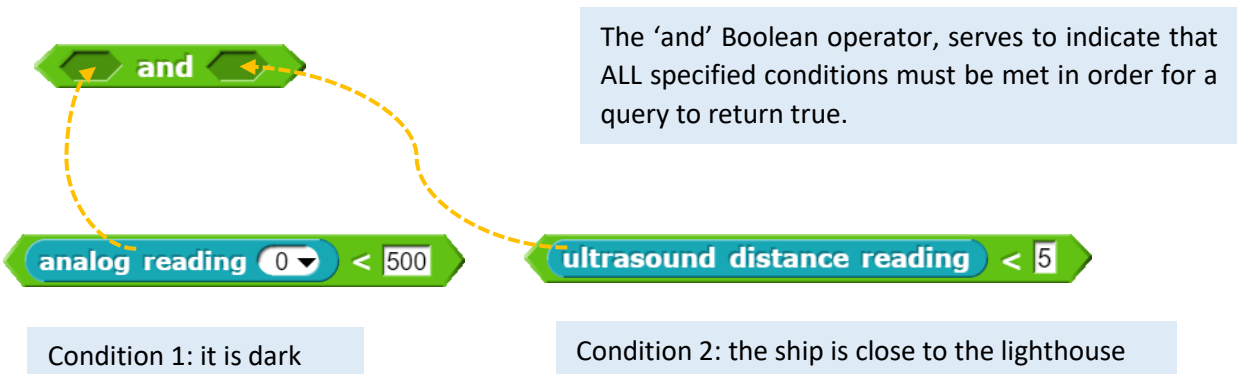 The ‘and’ Boolean operator, serves to indicate that
ALL specified conditions must be met in order for a
query to return true.
and
analog reading 0 < 500
ultrasound distance reading < 5
Condition 1: it is dark
Condition 2: the ship is close to the lighthouse